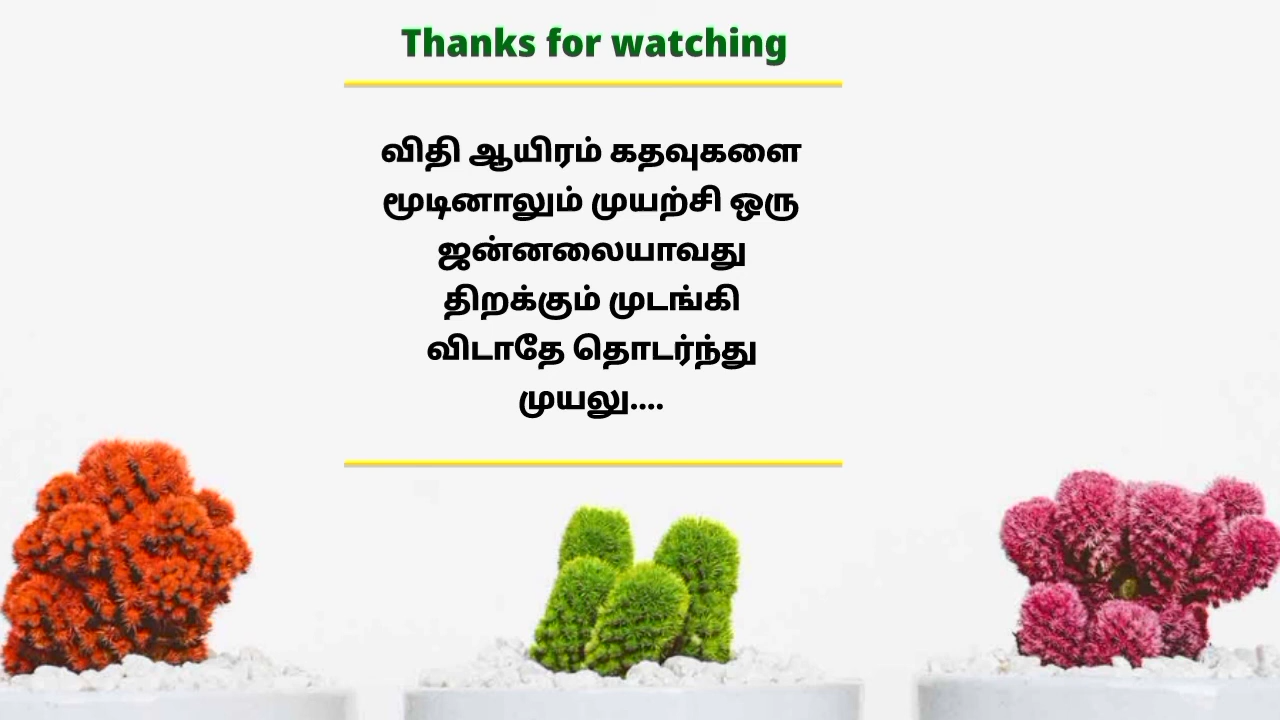 Thanks for watching
விதி ஆயிரம் கதவுகளை
மூடினாலும் முயற்சி ஒரு
ஜன்னலையாவது
திறக்கும் முடங்கி
விடாதே தொடர்ந்து
முயலு....